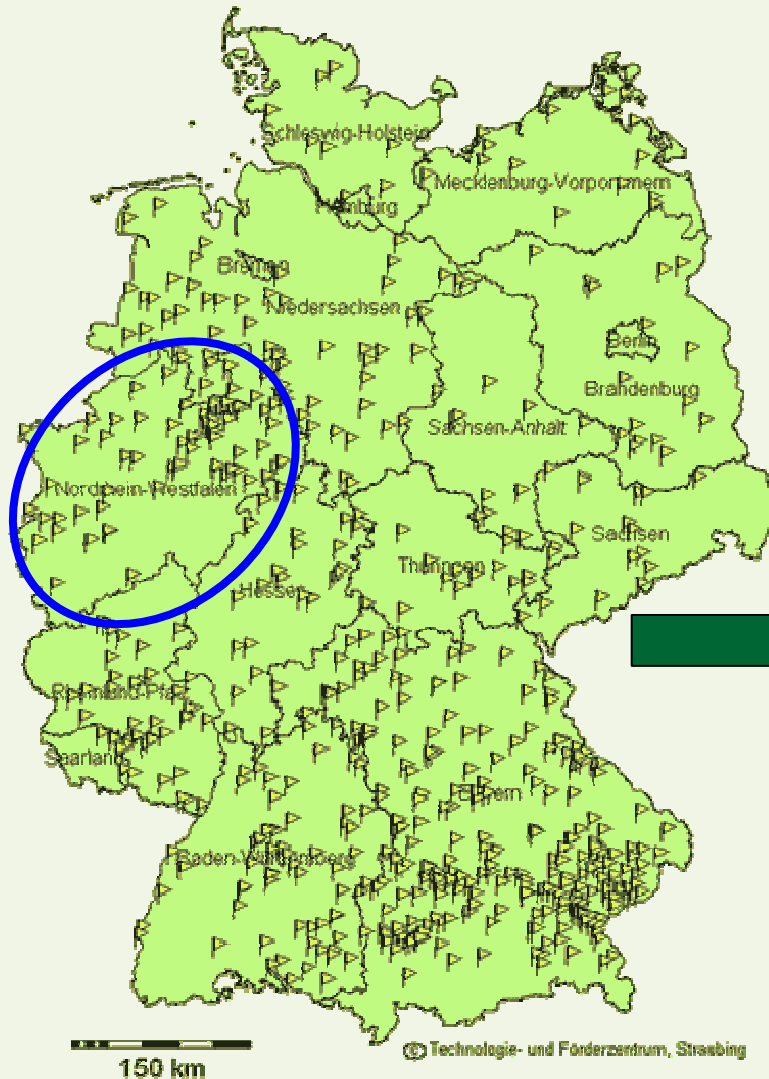 Schleswig-Holstein
Mecklenburg-Vorpommern
Hamburg
Bremen
Niedersachsen
Berlin
Brandenburg
Sachsen-Anhalt
Nordrhein-Westfalen
Sachsen
Thüringen
Hessen
Rheinland-Pfalz
Saarland
Bayern
Baden-Württemberg
150 km
© Technologie- und Förderzentrum, Straubing